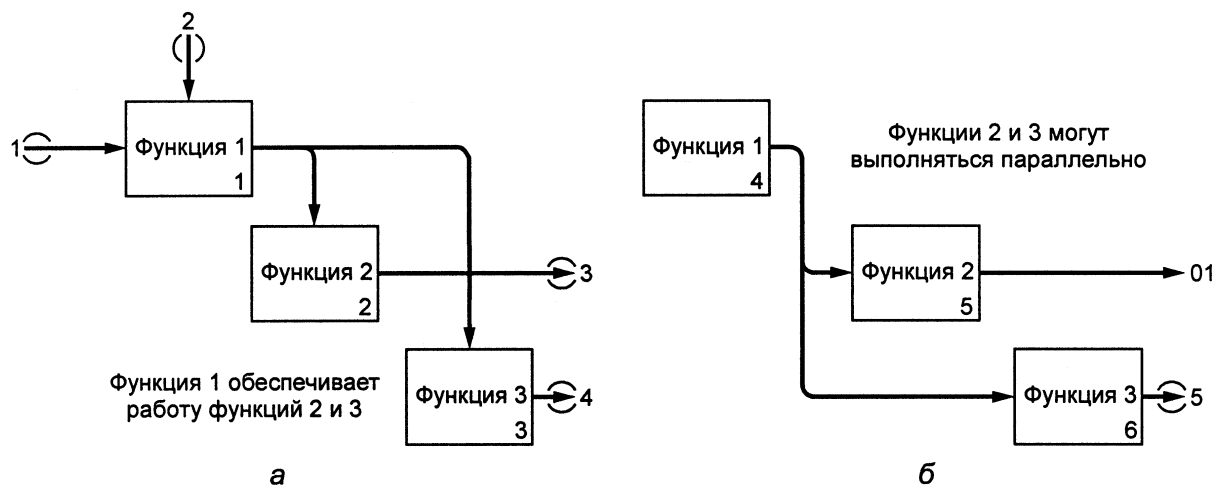 2
1
Функция 1
1
Функция 2
2
3
Функция 3
3
4
Функция 1 обеспечивает
работу функций 2 и 3
а
Функция 1
4
Функции 2 и 3 могут
выполняться параллельно
Функция 2
5
01
Функция 3
6
5
б